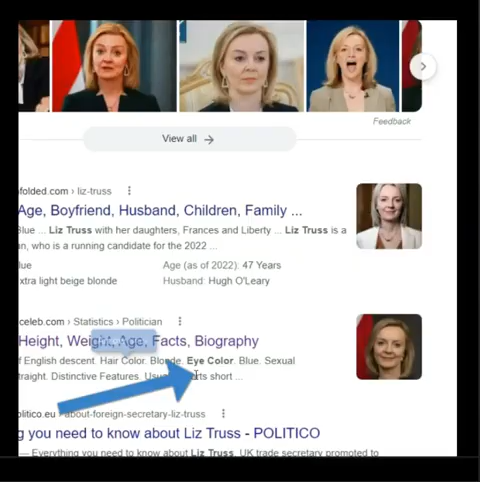 Feedback
View all →
folded.com › liz-truss
Age, Boyfriend, Husband, Children, Family ...
Blue ... Liz Truss with her daughters, Frances and Liberty ... Liz Truss is a
n, who is a running candidate for the 2022 ...
lue
Age (as of 2022): 47 Years
xtra light beige blonde
Husband: Hugh O'Leary
celeb.com › Statistics › Politician
Height, Weight, Age, Facts, Biography
f English descent. Hair Color. Blonde. Eye Color. Blue. Sexual
traight. Distinctive Features. short ...
olitico.eu about-foreign-secretary-liz-truss
g you need to know about Liz Truss - POLITICO
— Everything you need to know about Liz Truss. UK trade secretary promoted to